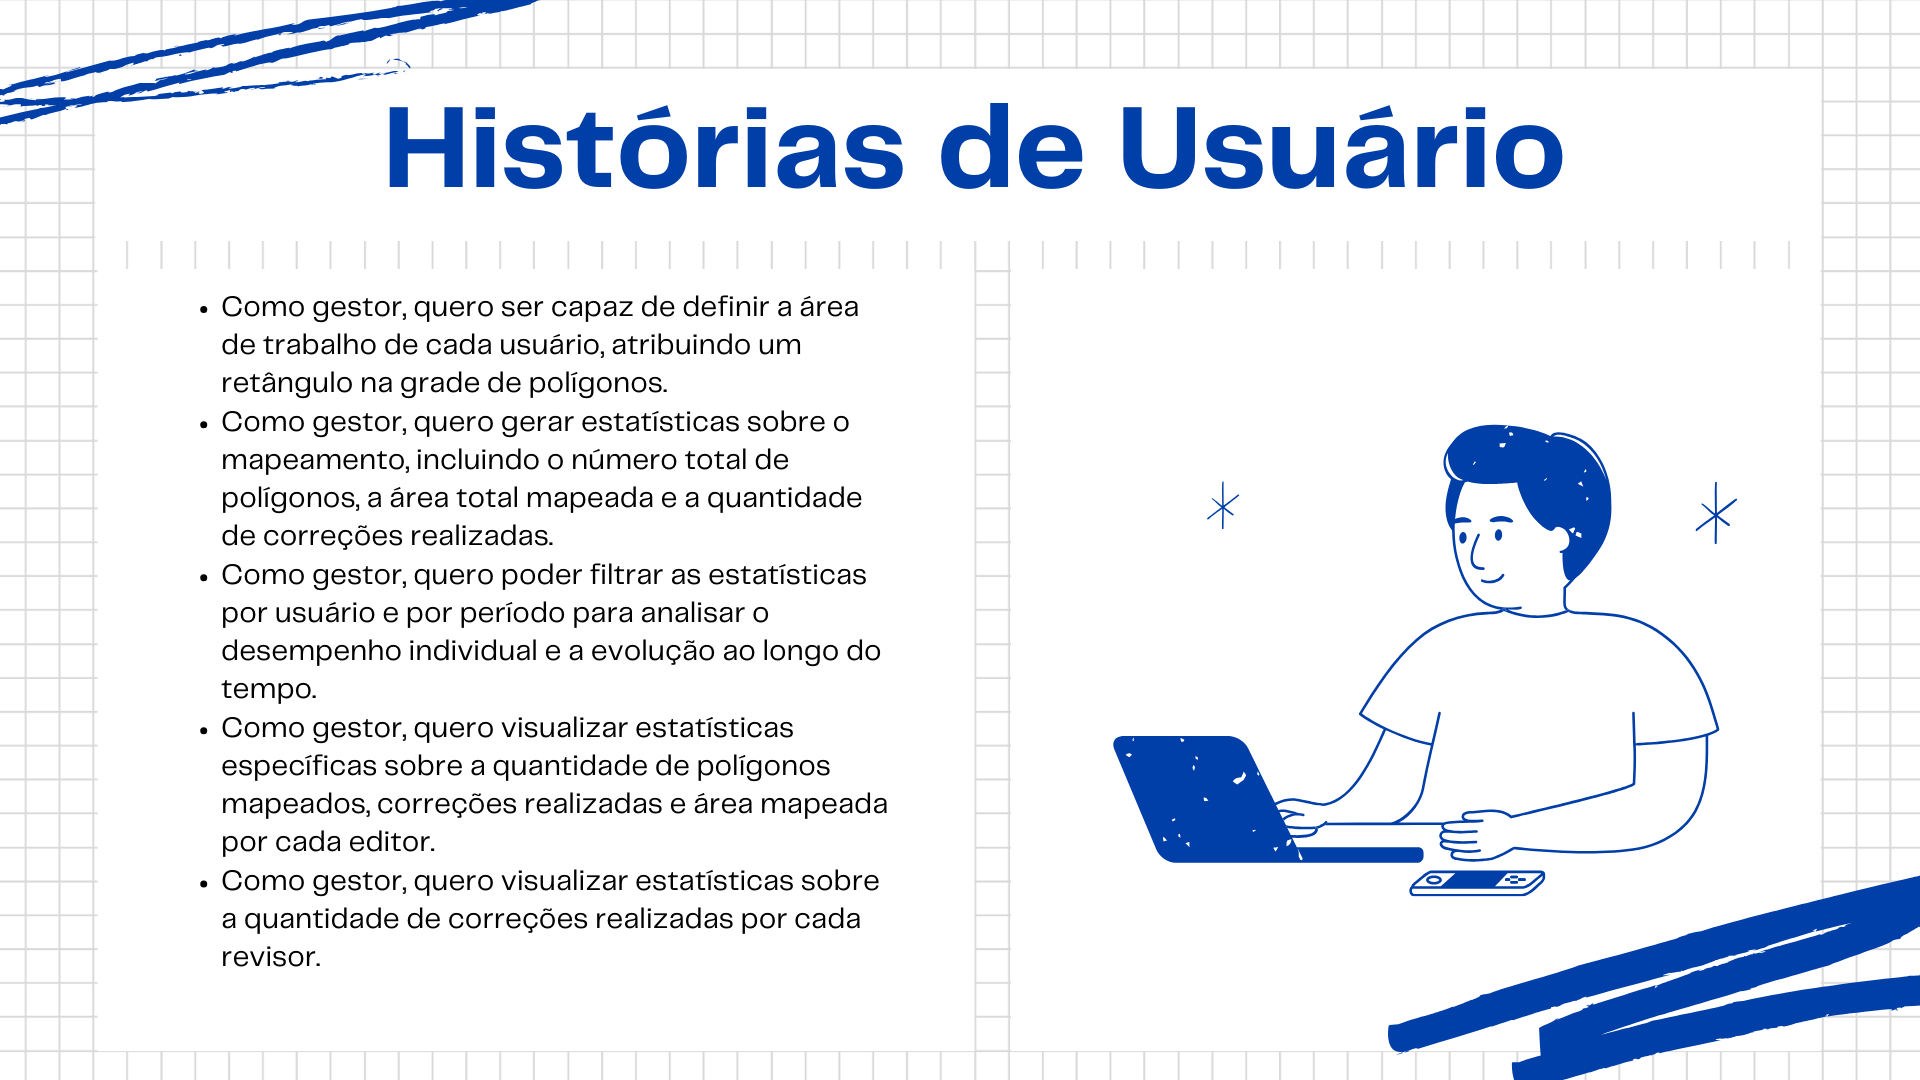 Histórias de Usuário
• Como gestor, quero ser capaz de definir a área
de trabalho de cada usuário, atribuindo um
retângulo na grade de polígonos.
• Como gestor, quero gerar estatísticas sobre o
mapeamento, incluindo o número total de
polígonos, a área total mapeada e a quantidade
de correções realizadas.
• Como gestor, quero poder filtrar as estatísticas
por usuário e por período para analisar o
desempenho individual e a evolução ao longo do
tempo.
• Como gestor, quero visualizar estatísticas
específicas sobre a quantidade de polígonos
mapeados, correções realizadas e área mapeada
por cada editor.
• Como gestor, quero visualizar estatísticas sobre
a quantidade de correções realizadas por cada
revisor.